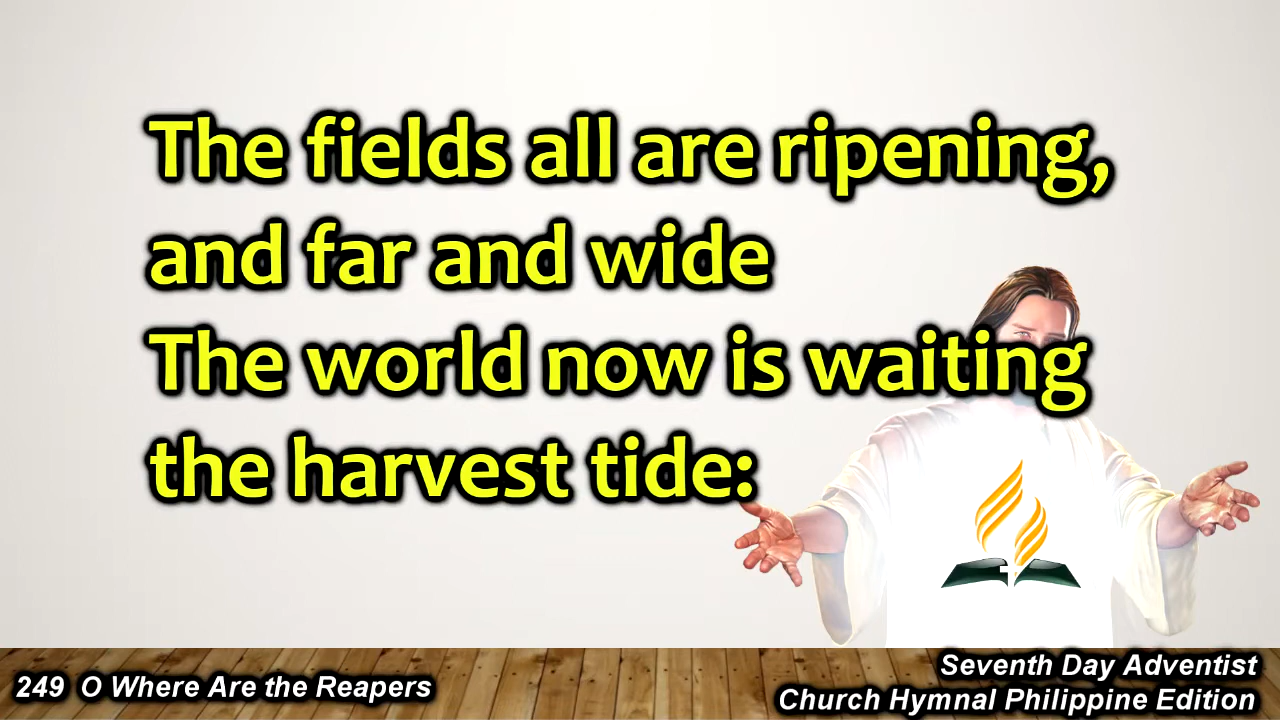 The fields all are ripening,
and far and wide
The world now is waiting
the harvest tide:
249 O Where Are the Reapers
Seventh Day Adventist
Church Hymnal Philippine Edition